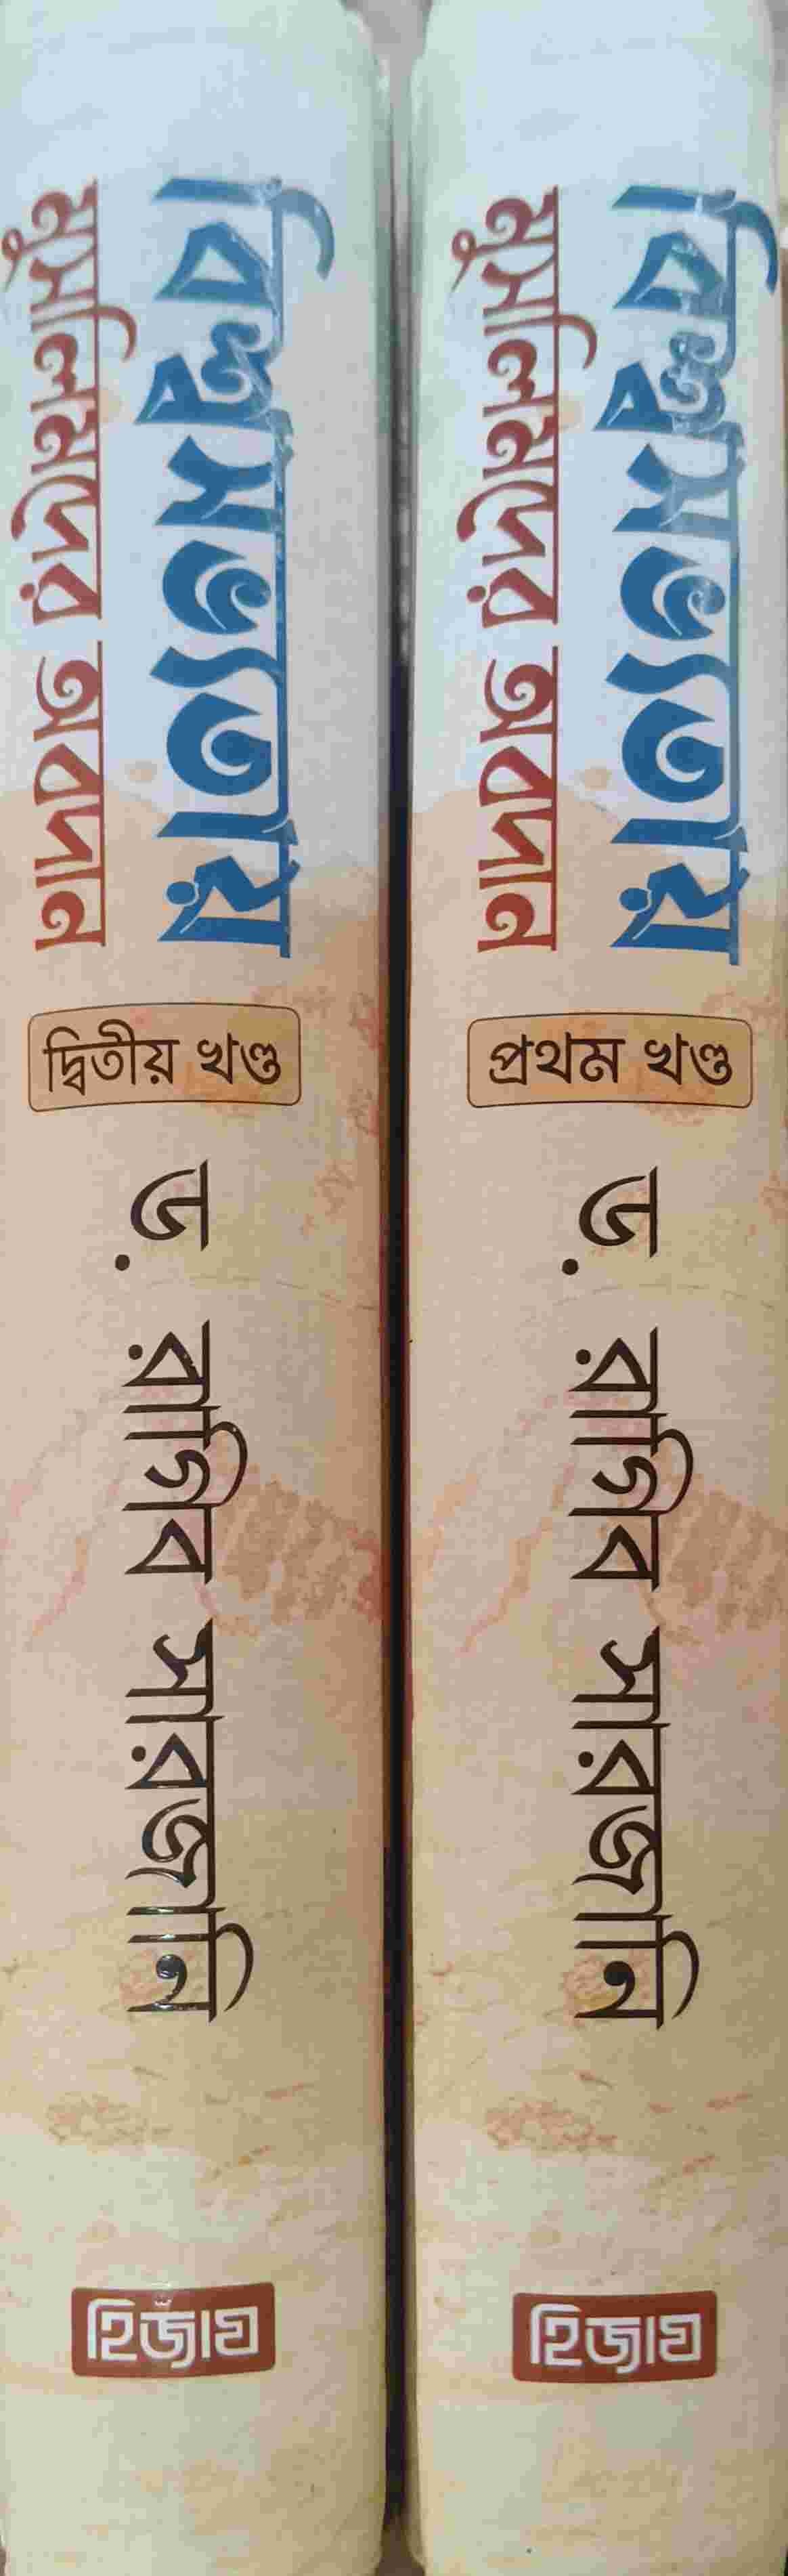 বিশ্বসভ্যতায়
মুসলিমদের অবদান
দ্বিতীয় খণ্ড
ড. রাগিব সারজানি
হিজায
বিশ্বসভ্যতায়
মুসলিমদের অবদান
প্রথম খণ্ড
ড. রাগিব সারজানি
হিজায